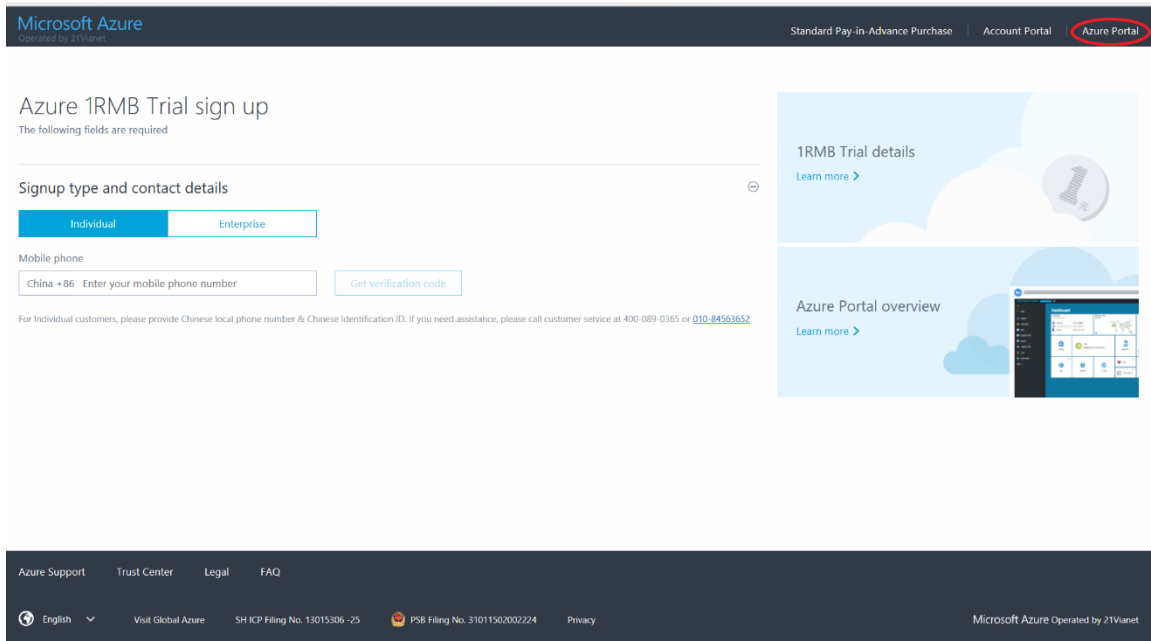 Microsoft Azure
Operated by 21Vianet
Standard Pay-in-Advance Purchase
Account Portal
Azure Portal
Azure 1RMB Trial sign up
The following fields are required
Signup type and contact details
Individual
Enterprise
Mobile phone
China +86 Enter your mobile phone number
Get verification code
For Individual customers, please provide Chinese local phone number & Chinese Identification ID. If you need assistance, please call customer service at 400-089-0365 or 010-84563652
1RMB Trial details
Learn more
元
Azure Portal overview
Learn more
Dashboard
Azure Support
Trust Center
Legal
FAQ
English
Visit Global Azure
SH ICP Filing No. 13015306 -25
PSB Filing No. 31011502002224
Privacy
Microsoft Azure Operated by 21Vianet